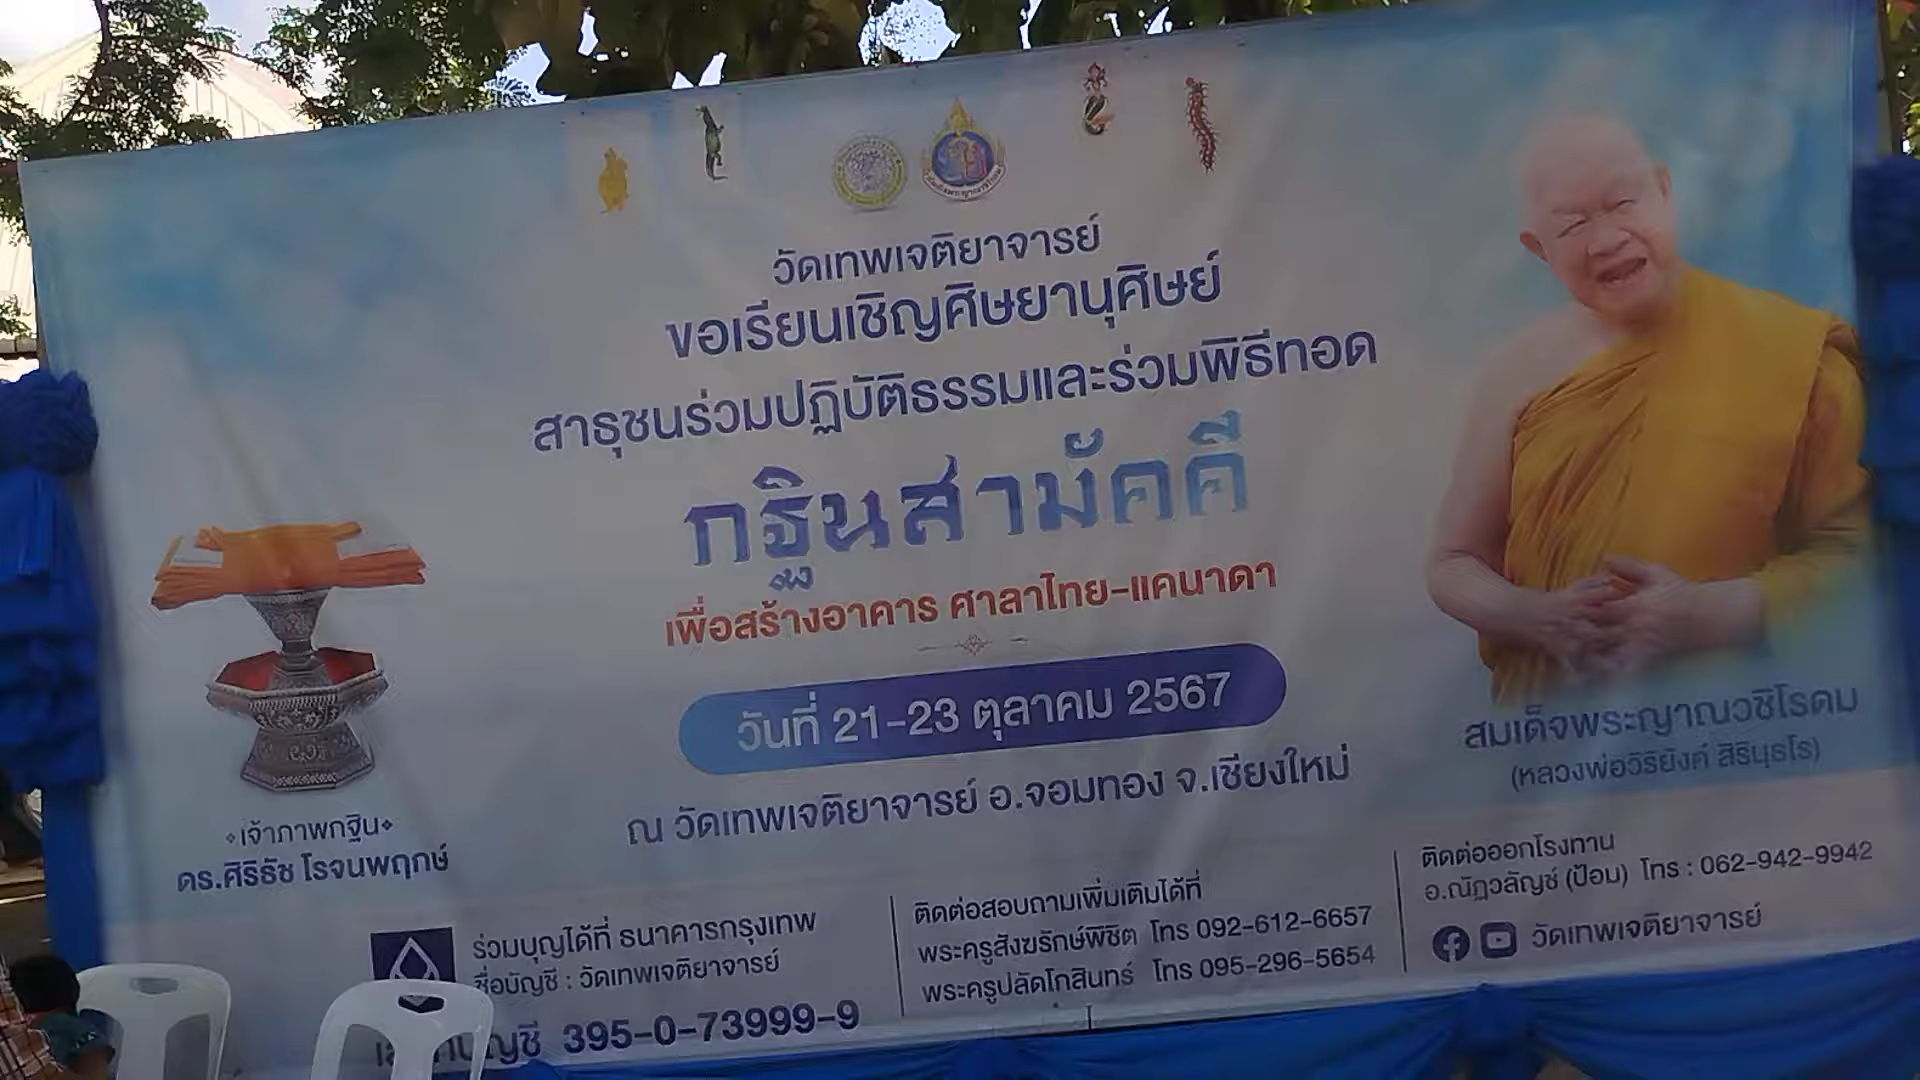 วัดเทพเจติยาจารย์
ขอเรียนเชิญศิษยานุศิษย์
สาธุชนร่วมปฏิบัติธรรมและร่วมพิธีทอด
กฐินสามัคคี
เพื่อสร้างอาคาร ศาลาไทย-แคนาดา
วันที่ 21-23 ตุลาคม 2567
ณ วัดเทพเจติยาจารย์ อ.จอมทอง จ.เชียงใหม่
สมเด็จพระญาณวชิโรดม
(หลวงพ่อวิริยังค์ สิรินฺธโร)
เจ้าภาพกฐิน
ดร.ศิริธัช โรจนพฤกษ์
ร่วมบุญได้ที่ ธนาคารกรุงเทพ
ชื่อบัญชี : วัดเทพเจติยาจารย์
395-0-73999-9
ติดต่อสอบถามเพิ่มเติมได้ที่
พระครูสังฆรักษ์พิชิต โทร 092-612-6657
พระครูปลัดโกสินทร์ โทร 095-296-5654
ติดต่อออกโรงทาน
อ.ณัฏวลัญช์ (ป้อม) โทร : 062-942-9942
วัดเทพเจติยาจารย์